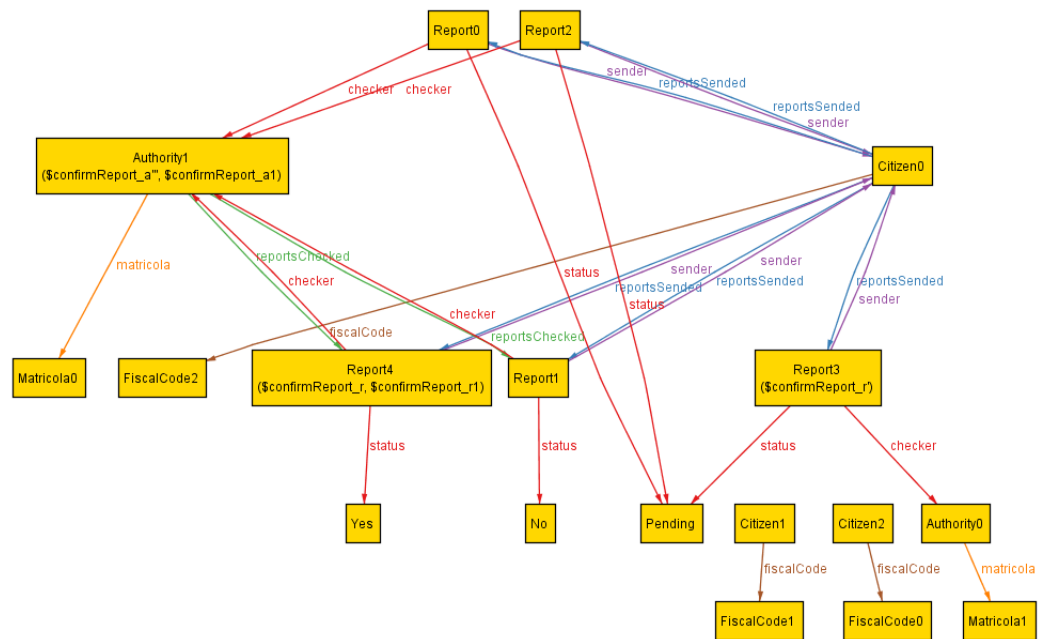 Report0
Report2
sender
reportsSended
checker
checker
reportsSended
sender
Authority1
($confirmReport_a'", $confirmReport_a1)
Citizen0
matricola
reportsChecked
checker
status
sender
sender
reportsSended
reportsSended
reportsSended
sender
status
checker
fiscalCode
reportsChecked
Matricola0
FiscalCode2
Report4
($confirmReport_r, $confirmReport_r1)
Report1
Report3
($confirmReport_r')
status
status
status
checker
Yes
No
Pending
Citizen1
Citizen2
Authority0
fiscalCode
fiscalCode
matricola
FiscalCode1
FiscalCode0
Matricola1